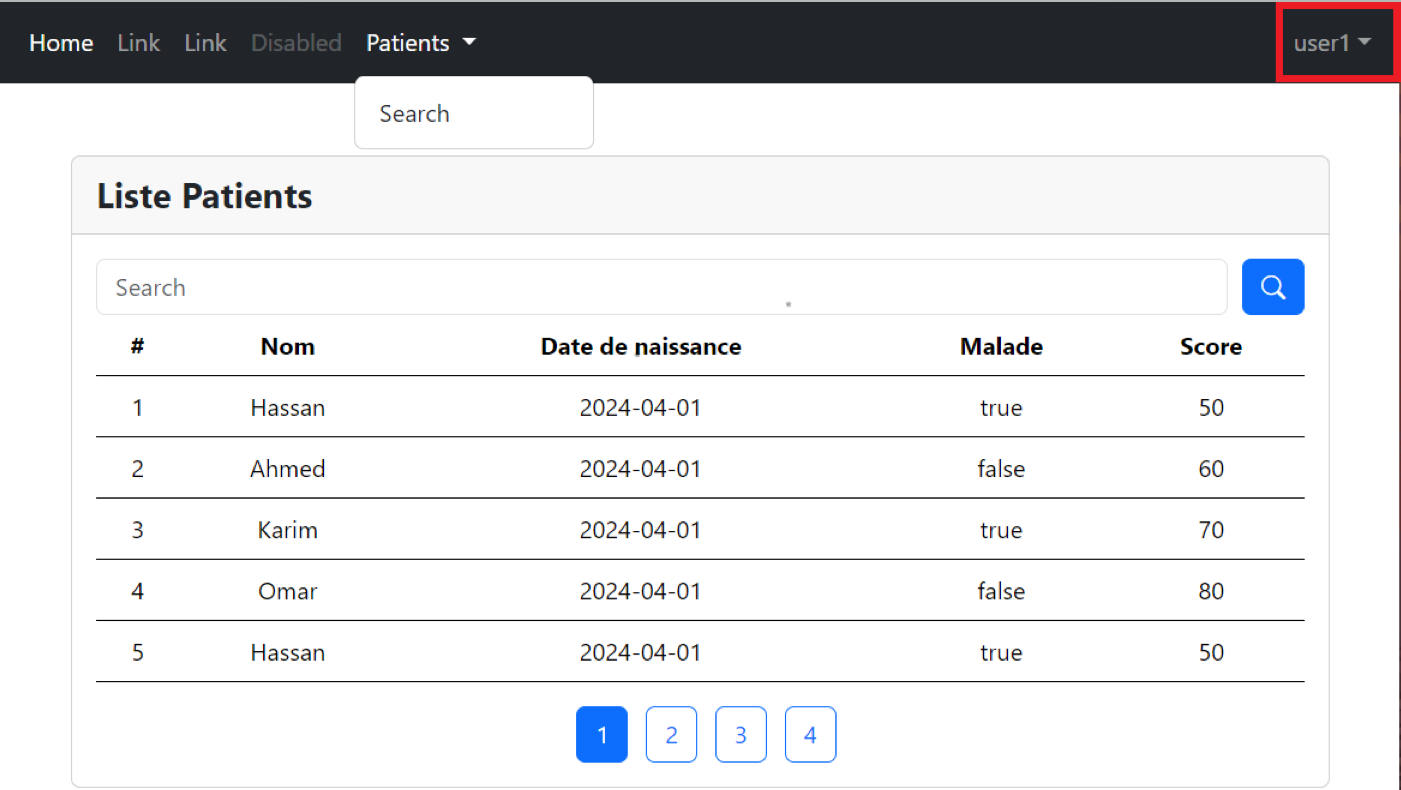 Home Link Link Disabled Patients user1
Search
Liste Patients
Search
# Nom Date de naissance Malade Score
1 Hassan 2024-04-01 true 50
2 Ahmed 2024-04-01 false 60
3 Karim 2024-04-01 true 70
4 Omar 2024-04-01 false 80
5 Hassan 2024-04-01 true 50
1 2 3 4